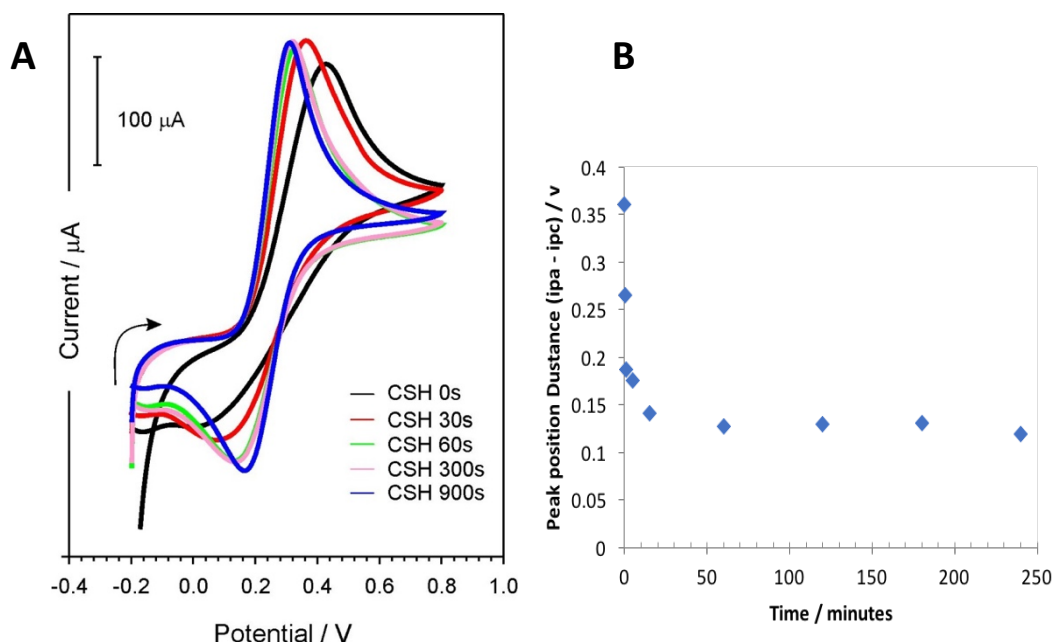 A
100 µA
Current / µA
CSH 0s
CSH 30s
CSH 60s
CSH 300s
CSH 900s
-0.4 -0.2 0.0 0.2 0.4 0.6 0.8 1.0
Potential / V
B
Peak position Dustance (ipa - ipc) / v
0.4
0.35
0.3
0.25
0.2
0.15
0.1
0.05
0
0 50 100 150 200 250
Time / minutes